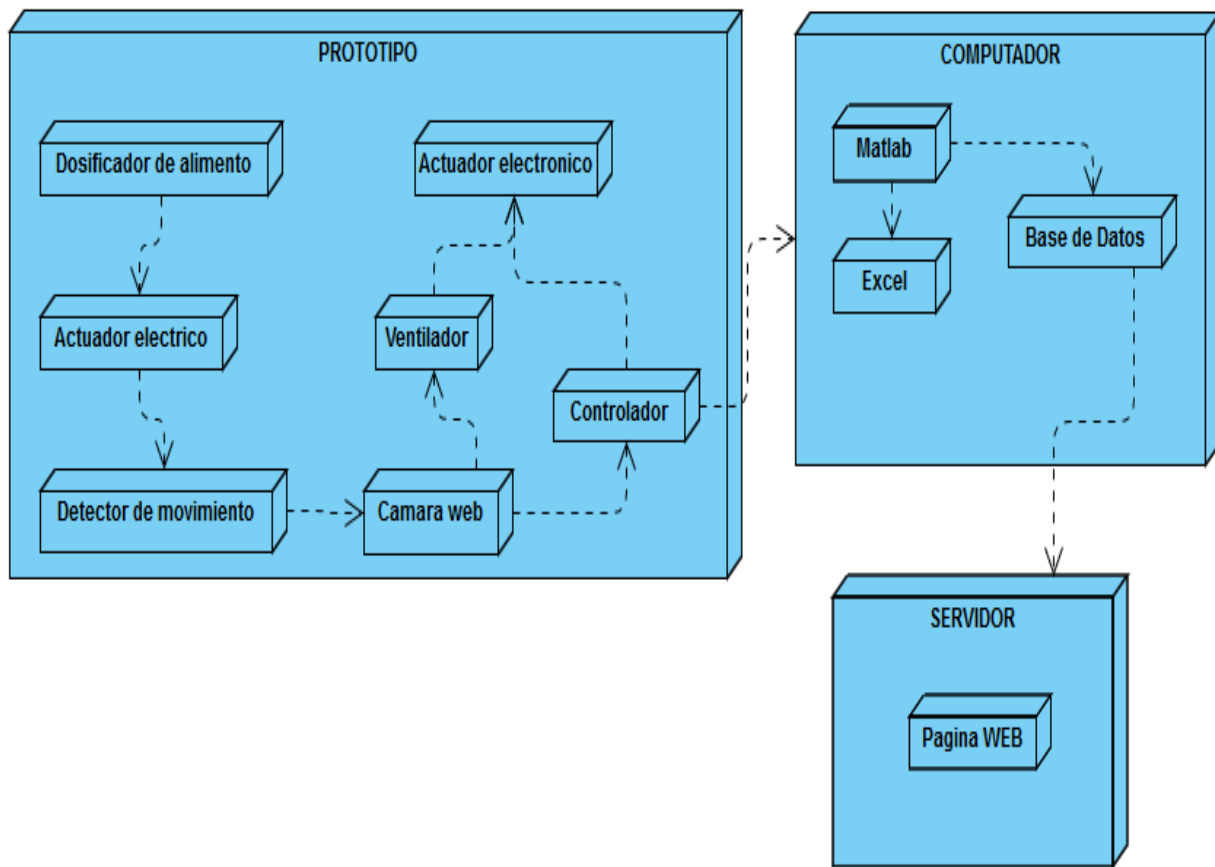 PROTOTIPO
Dosificador de alimento
Actuador electronico
Actuador electrico
Ventilador
Controlador
Detector de movimiento
Camara web
COMPUTADOR
Matlab
Base de Datos
Excel
SERVIDOR
Pagina WEB